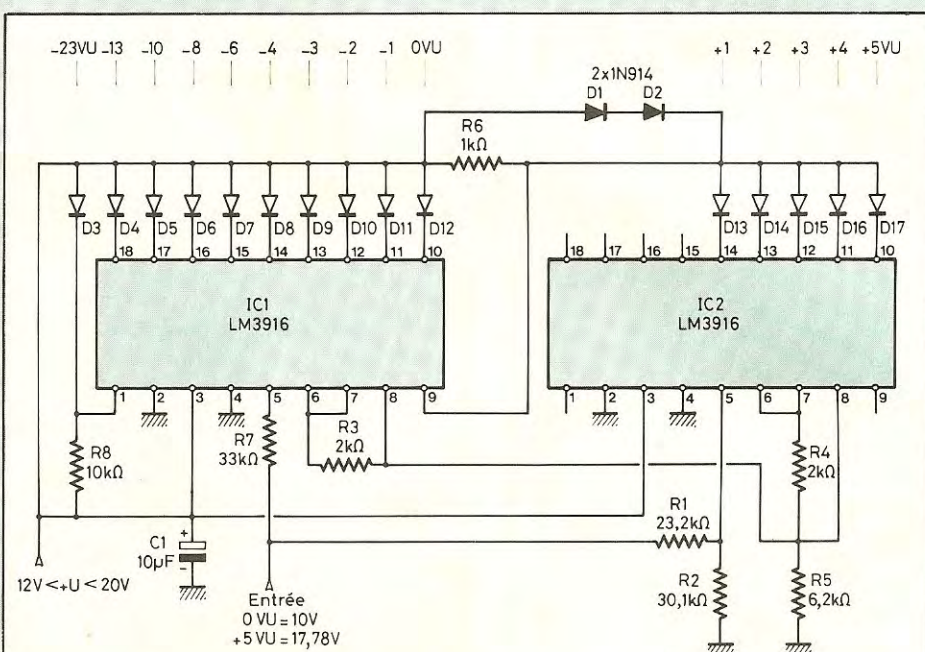 -23VU -13 -10 -8 -6 -4 -3 -2 -1 0VU +1 +2 +3 +4 +5VU
2x1N914
D1 D2
R6
1kΩ
D3 D4 D5 D6 D7 D8 D9 D10 D11 D12 D13 D14 D15 D16 D17
18 17 16 15 14 13 12 11 10 18 17 16 15 14 13 12 11 10
IC1
LM3916
IC2
LM3916
1 2 3 4 5 6 7 8 9 1 2 3 4 5 6 7 8 9
R8
10kΩ
R7
33kΩ
R3
2kΩ
R4
2kΩ
R1
23,2kΩ
C1
10µF
+
-
R2
30,1kΩ
R5
6,2kΩ
12V<+U<20V
Entrée
0 VU = 10V
+5 VU = 17,78V